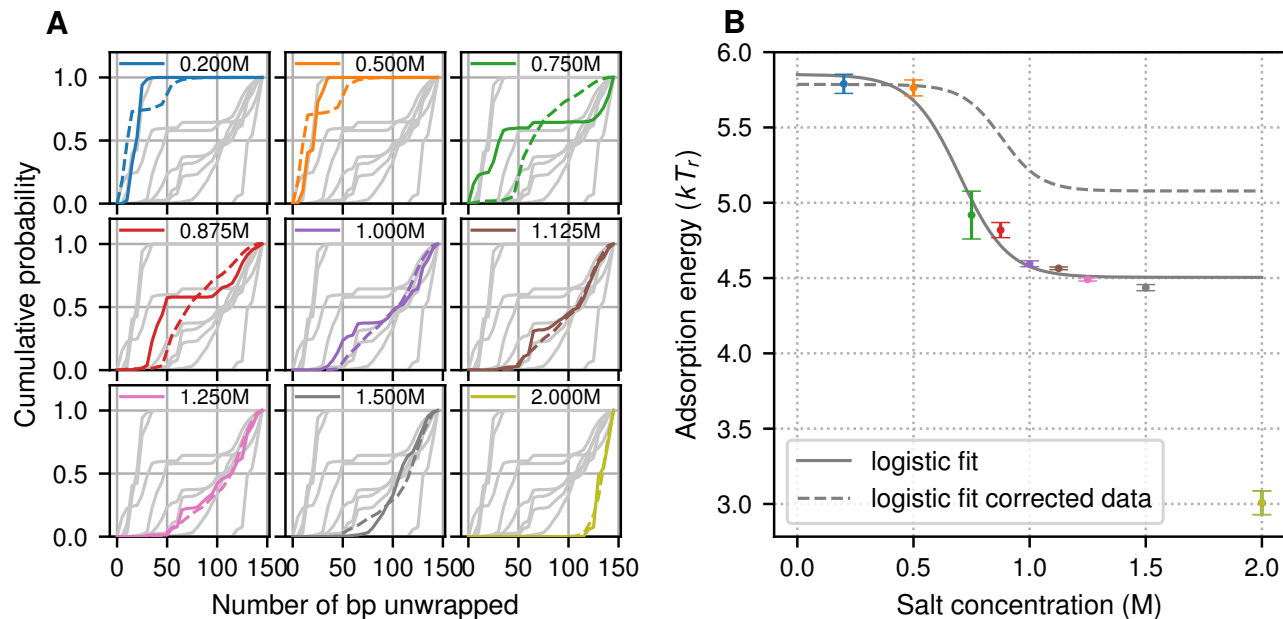 A
0.200M
0.500M
0.750M
1.0
0.5
0.0
0.875M
1.000M
1.125M
1.0
0.5
0.0
1.250M
1.500M
2.000M
1.0
0.5
0.0
0 50 100 150
0 50 100 150
0 50 100 150
Cumulative probability
Number of bp unwrapped
B
6.0
5.5
5.0
4.5
4.0
3.5
3.0
Adsorption energy (kTr)
logistic fit
logistic fit corrected data
0.0 0.5 1.0 1.5 2.0
Salt concentration (M)